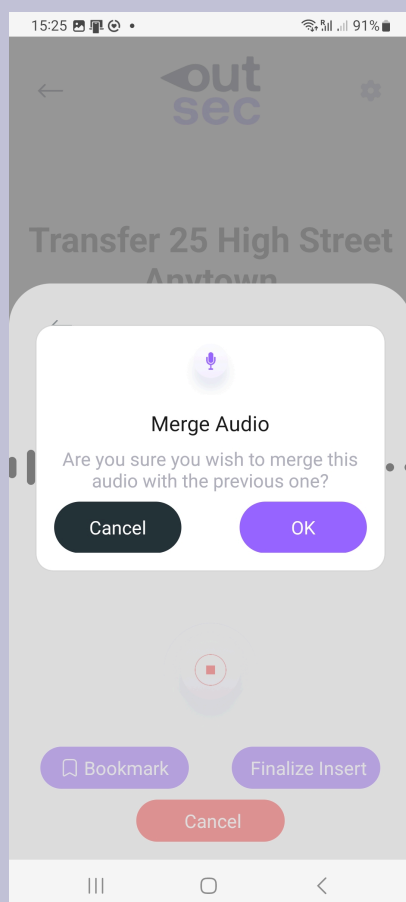 15:25 91%
out
sec
Transfer 25 High Street
Anytown
Merge Audio
Are you sure you wish to merge this
audio with the previous one?
Cancel OK
Bookmark Finalize Insert
Cancel